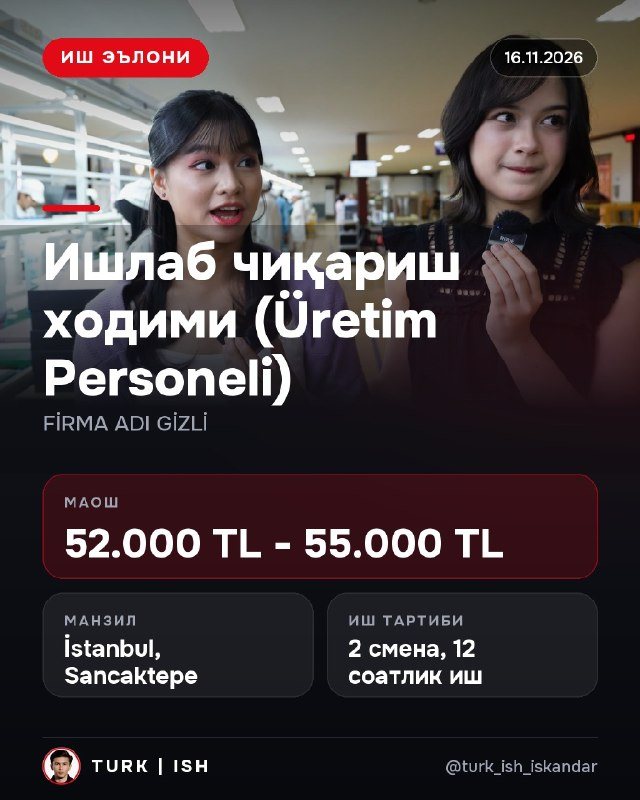 ИШ ЭЪЛОНИ
16.11.2026
Ишлаб чиқариш
ходими (Üretim
Personeli)
FİRMA ADI GİZLİ
МАОШ
52.000 TL - 55.000 TL
МАНЗИЛ
İstanbul,
Sancaktepe
ИШ ТАРТИБИ
2 смена, 12
соатлик иш
TURK | ISH
@turk_ish_iskandar